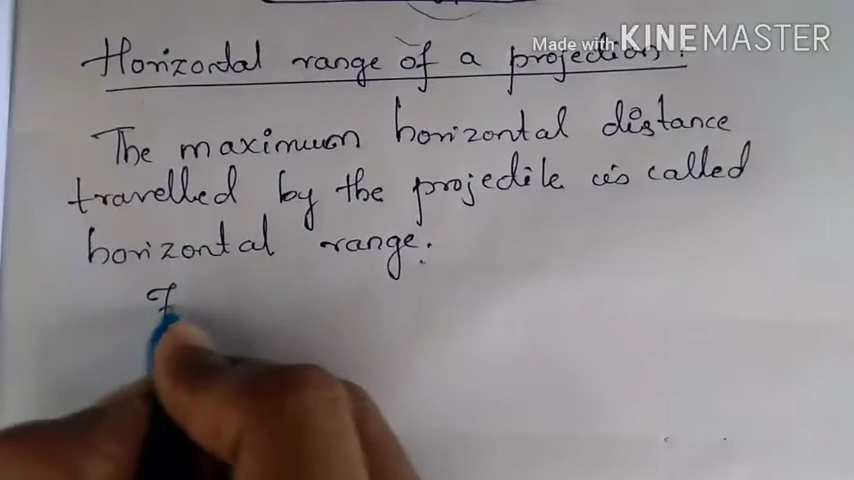 Made with KINEMASTER
Horizontal range of a projection:
The maximum horizontal distance
travelled by the projectile is called
horizontal range.